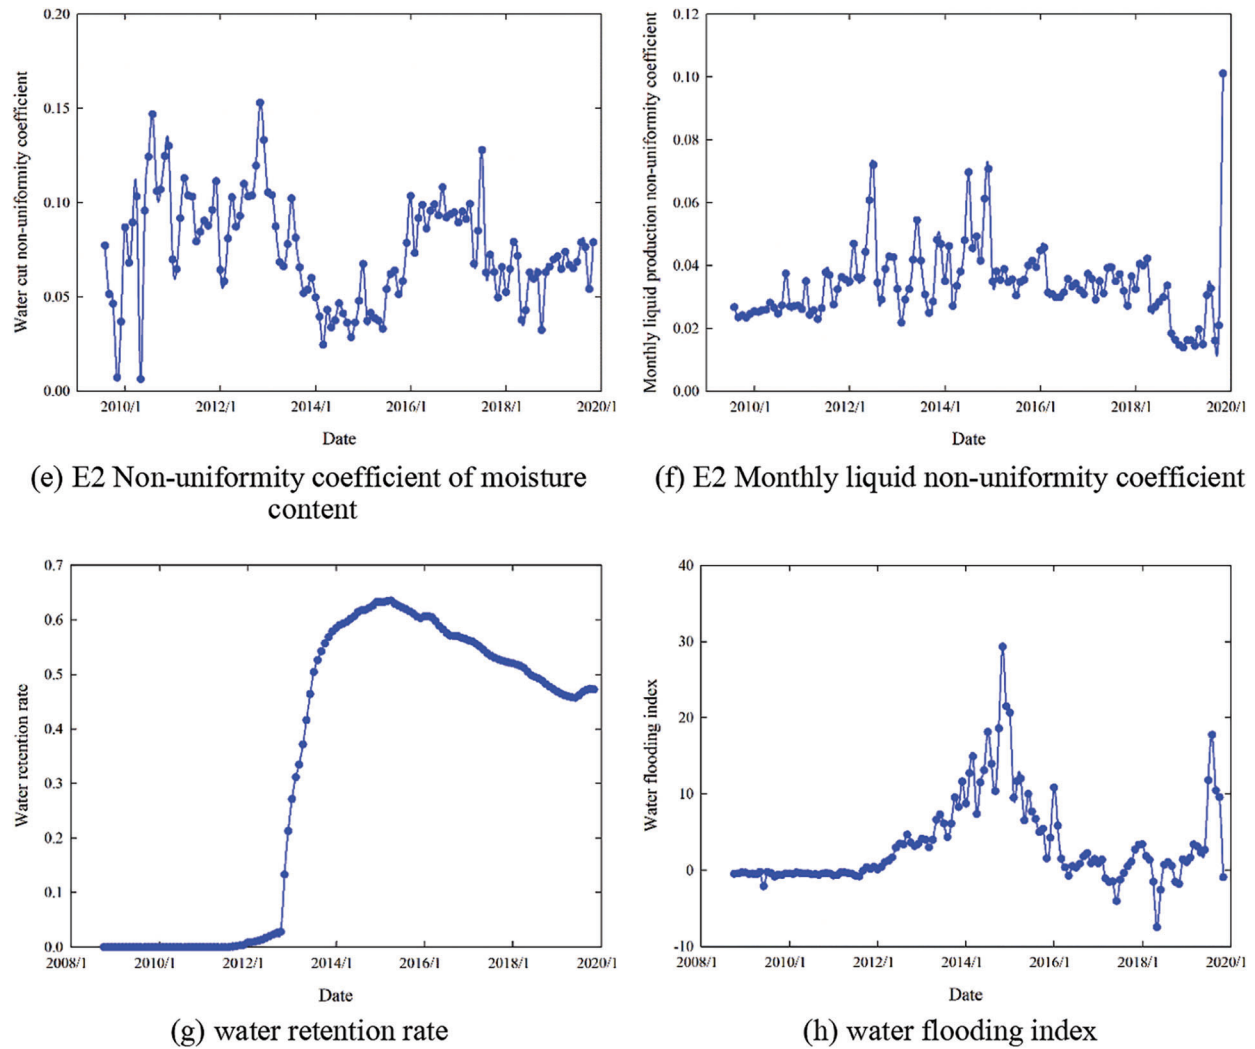 0.20
0.15
0.10
0.05
0.00
Water cut non-uniformity coefficient
2010/1 2012/1 2014/1 2016/1 2018/1 2020/1
Date
(e) E2 Non-uniformity coefficient of moisture
content
0.12
0.10
0.08
0.06
0.04
0.02
0.00
Monthly liquid production non-uniformity coefficient
2010/1 2012/1 2014/1 2016/1 2018/1 2020/1
Date
(f) E2 Monthly liquid non-uniformity coefficient
0.7
0.6
0.5
0.4
0.3
0.2
0.1
0.0
Water retention rate
2008/1 2010/1 2012/1 2014/1 2016/1 2018/1 2020/1
Date
(g) water retention rate
40
30
20
10
0
-10
Water flooding index
2008/1 2010/1 2012/1 2014/1 2016/1 2018/1 2020/1
Date
(h) water flooding index